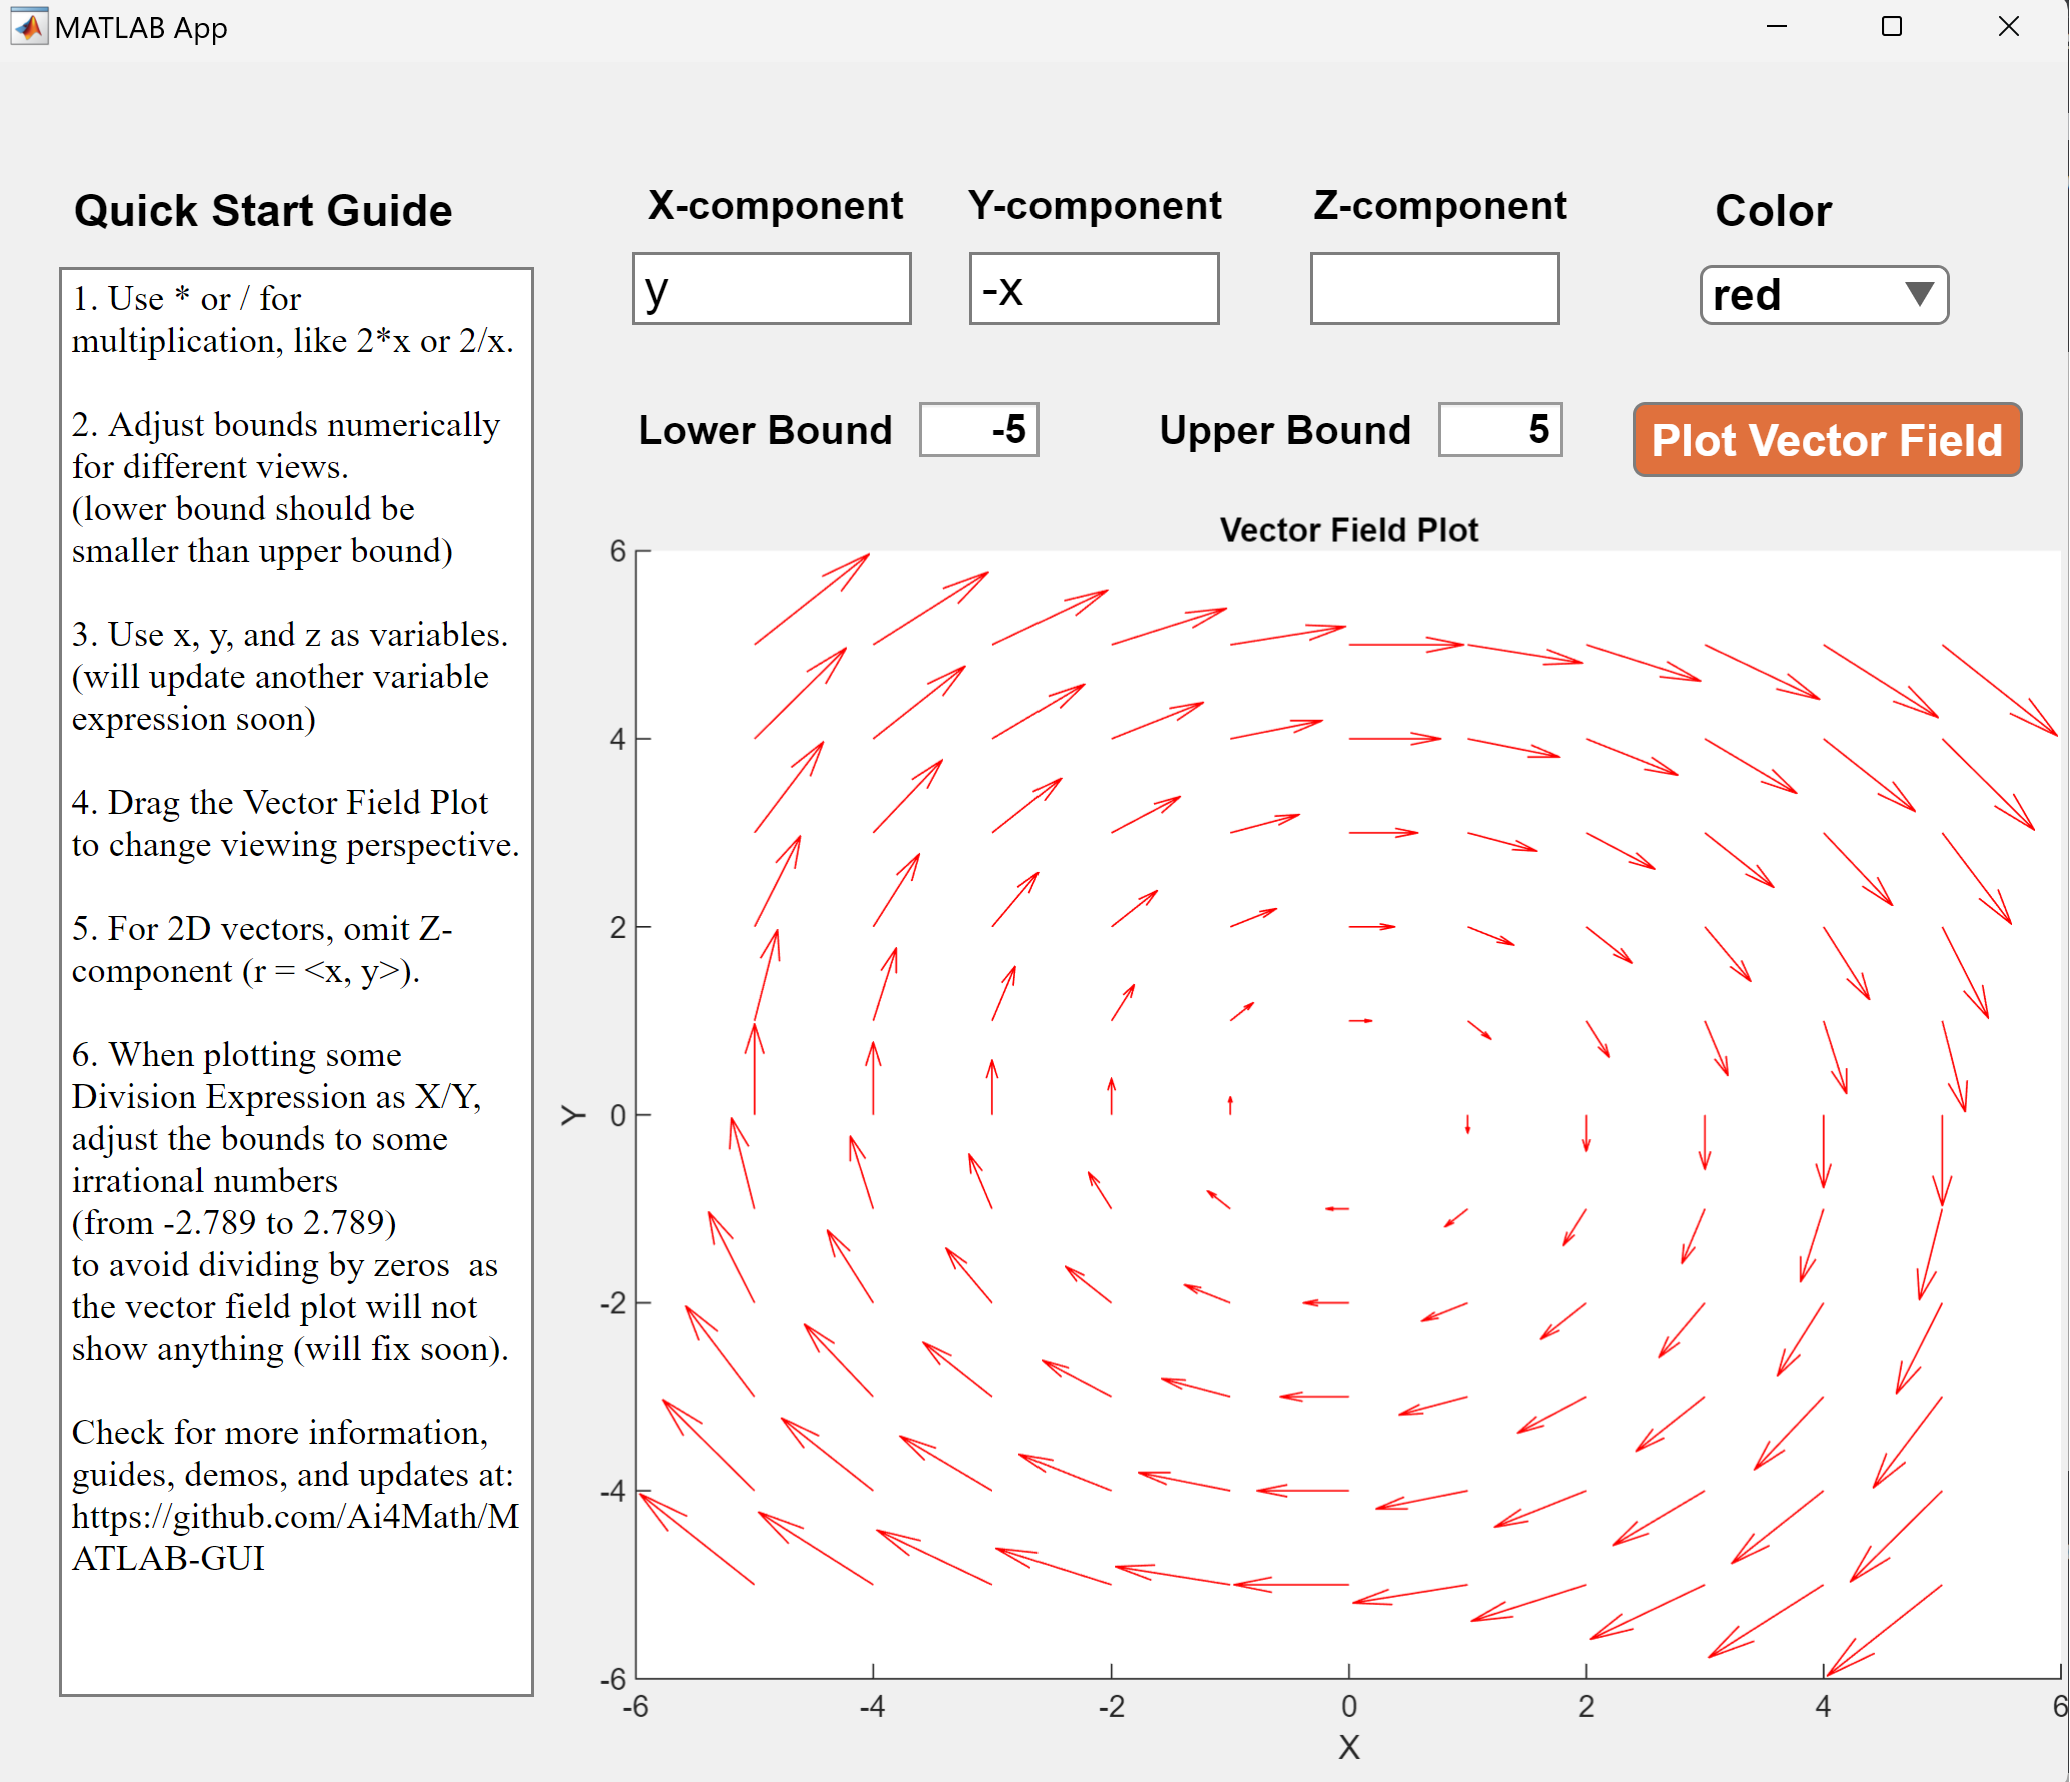 MATLAB App
Quick Start Guide
1. Use * or / for
multiplication, like 2*x or 2/x.
2. Adjust bounds numerically
for different views.
(lower bound should be
smaller than upper bound)
3. Use x, y, and z as variables.
(will update another variable
expression soon)
4. Drag the Vector Field Plot
to change viewing perspective.
5. For 2D vectors, omit Z-
component (r = <x, y>).
6. When plotting some
Division Expression as X/Y,
adjust the bounds to some
irrational numbers
(from -2.789 to 2.789)
to avoid dividing by zeros  as
the vector field plot will not
show anything (will fix soon).
Check for more information,
guides, demos, and updates at:
https://github.com/Ai4Math/M
ATLAB-GUI
X-component Y-component Z-component Color
y -x red
Lower Bound -5 Upper Bound 5 Plot Vector Field
Vector Field Plot
6
4
2
Y 0
-2
-4
-6
-6 -4 -2 0 2 4 6
X